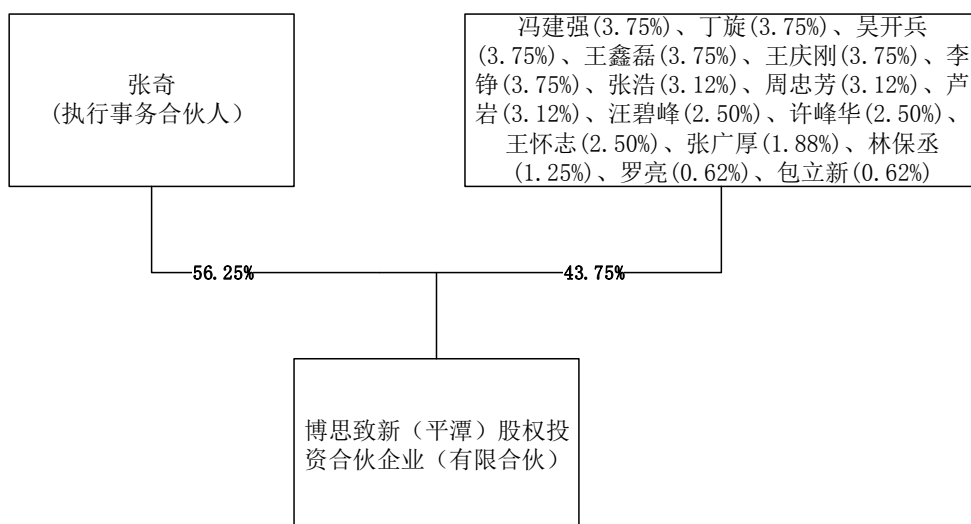 张奇
(执行事务合伙人）
冯建强(3.75%)、丁旋(3.75%)、吴开兵
(3.75%)、王鑫磊(3.75%)、王庆刚(3.75%)、李
铮(3.75%)、张浩(3.12%)、周忠芳(3.12%)、芦
岩(3.12%)、汪碧峰(2.50%)、许峰华(2.50%)、
王怀志(2.50%)、张广厚(1.88%)、林保丞
(1.25%)、罗亮(0.62%)、包立新(0.62%)
56.25%
43.75%
博思致新（平潭）股权投
资合伙企业（有限合伙）